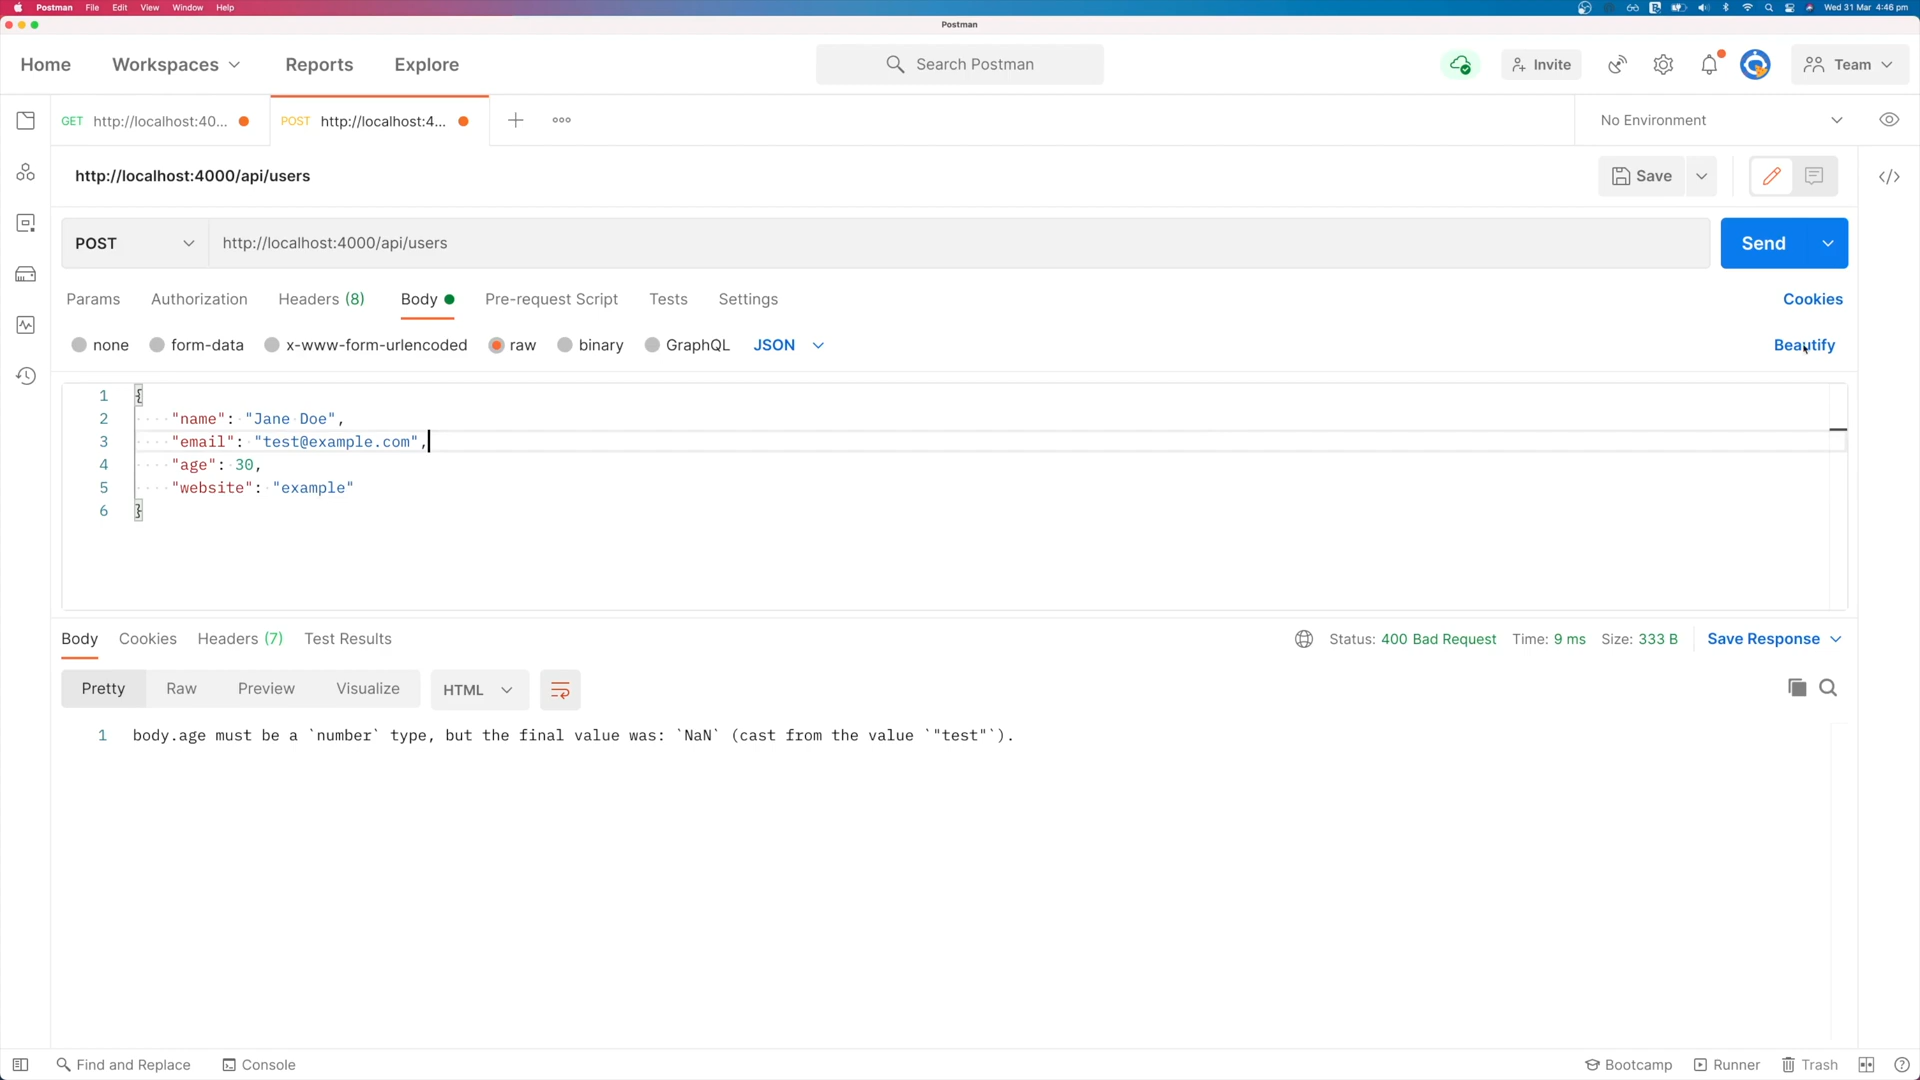 Postman File Edit View Window Help
Wed 31 Mar 4:46 pm
Postman
Home Workspaces Reports Explore
Search Postman
Invite
Team
GET http://localhost:40...
POST http://localhost:4...
No Environment
http://localhost:4000/api/users
Save
POST http://localhost:4000/api/users
Send
Params Authorization Headers (8) Body Pre-request Script Tests Settings
Cookies
none form-data x-www-form-urlencoded raw binary GraphQL JSON
Beautify
1 {
2 "name": "Jane Doe",
3 "email": "test@example.com",
4 "age": 30,
5 "website": "example"
6 }
Body Cookies Headers (7) Test Results
Status: 400 Bad Request Time: 9 ms Size: 333 B
Save Response
Pretty Raw Preview Visualize
HTML
1 body.age must be a `number` type, but the final value was: `NaN` (cast from the value `"test"`).
Find and Replace
Console
Bootcamp Runner Trash